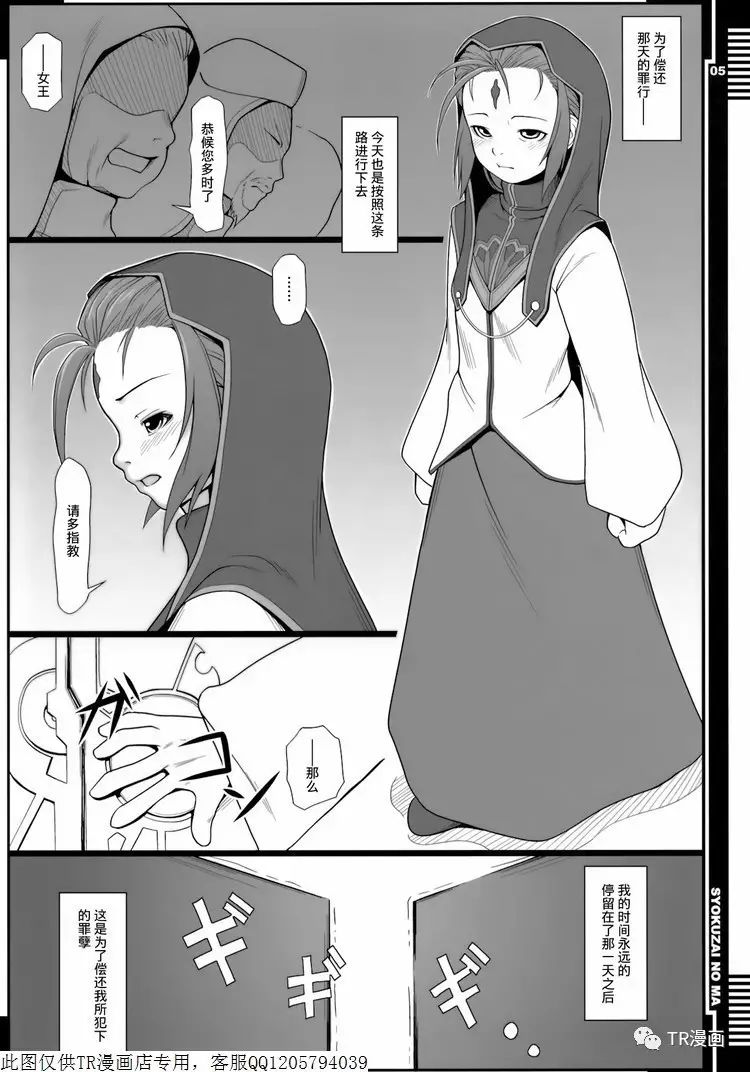 05
为了偿还
那天的罪行——
今天也是按照这条
路进行下去
——女王
恭候您多时了
……
请多指教
——那么
我的时间永远的
停留在了那一天之后
ギギ
ギギ
这是为了偿还我所犯下
的罪孽
SYOKUZAI NO MA
TR漫画
此图仅供TR漫画店专用，客服QQ1205794039